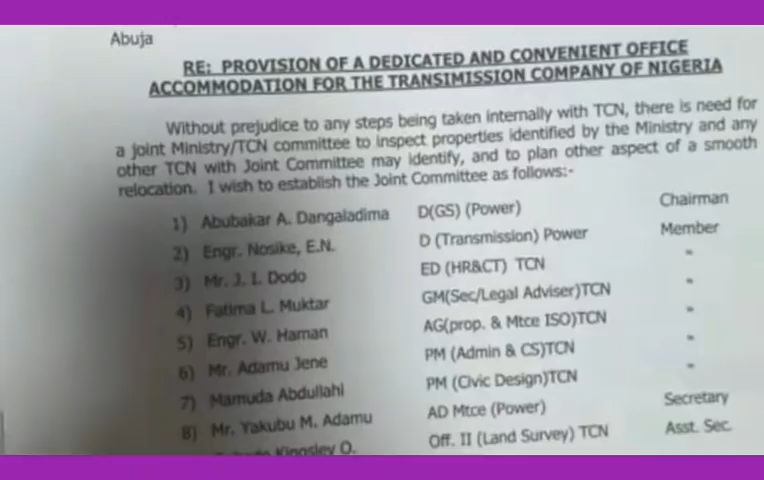 Abuja
RE: PROVISION OF A DEDICATED AND CONVENIENT OFFICE
ACCOMMODATION FOR THE TRANSIMISSION COMPANY OF NIGERIA
Without prejudice to any steps being taken internally with TCN, there is need for
a joint Ministry/TCN committee to inspect properties identified by the Ministry and any
other TCN with Joint Committee may identify, and to plan other aspect of a smooth
relocation. I wish to establish the Joint Committee as follows:-
1) Abubakar A. Dangaladima D(GS) (Power) Chairman
2) Engr. Nosike, E.N. D (Transmission) Power Member
3) Mr. J. I. Dodo ED (HR&CT) TCN "
4) Fatima L. Muktar GM(Sec/Legal Adviser)TCN "
5) Engr. W. Haman AG(prop. & Mtce ISO)TCN "
6) Mr. Adamu Jene PM (Admin & CS)TCN "
7) Mamuda Abdullahi PM (Civic Design)TCN "
8) Mr. Yakubu M. Adamu AD Mtce (Power) Secretary
Kingsley O. Off. II (Land Survey) TCN Asst. Sec.